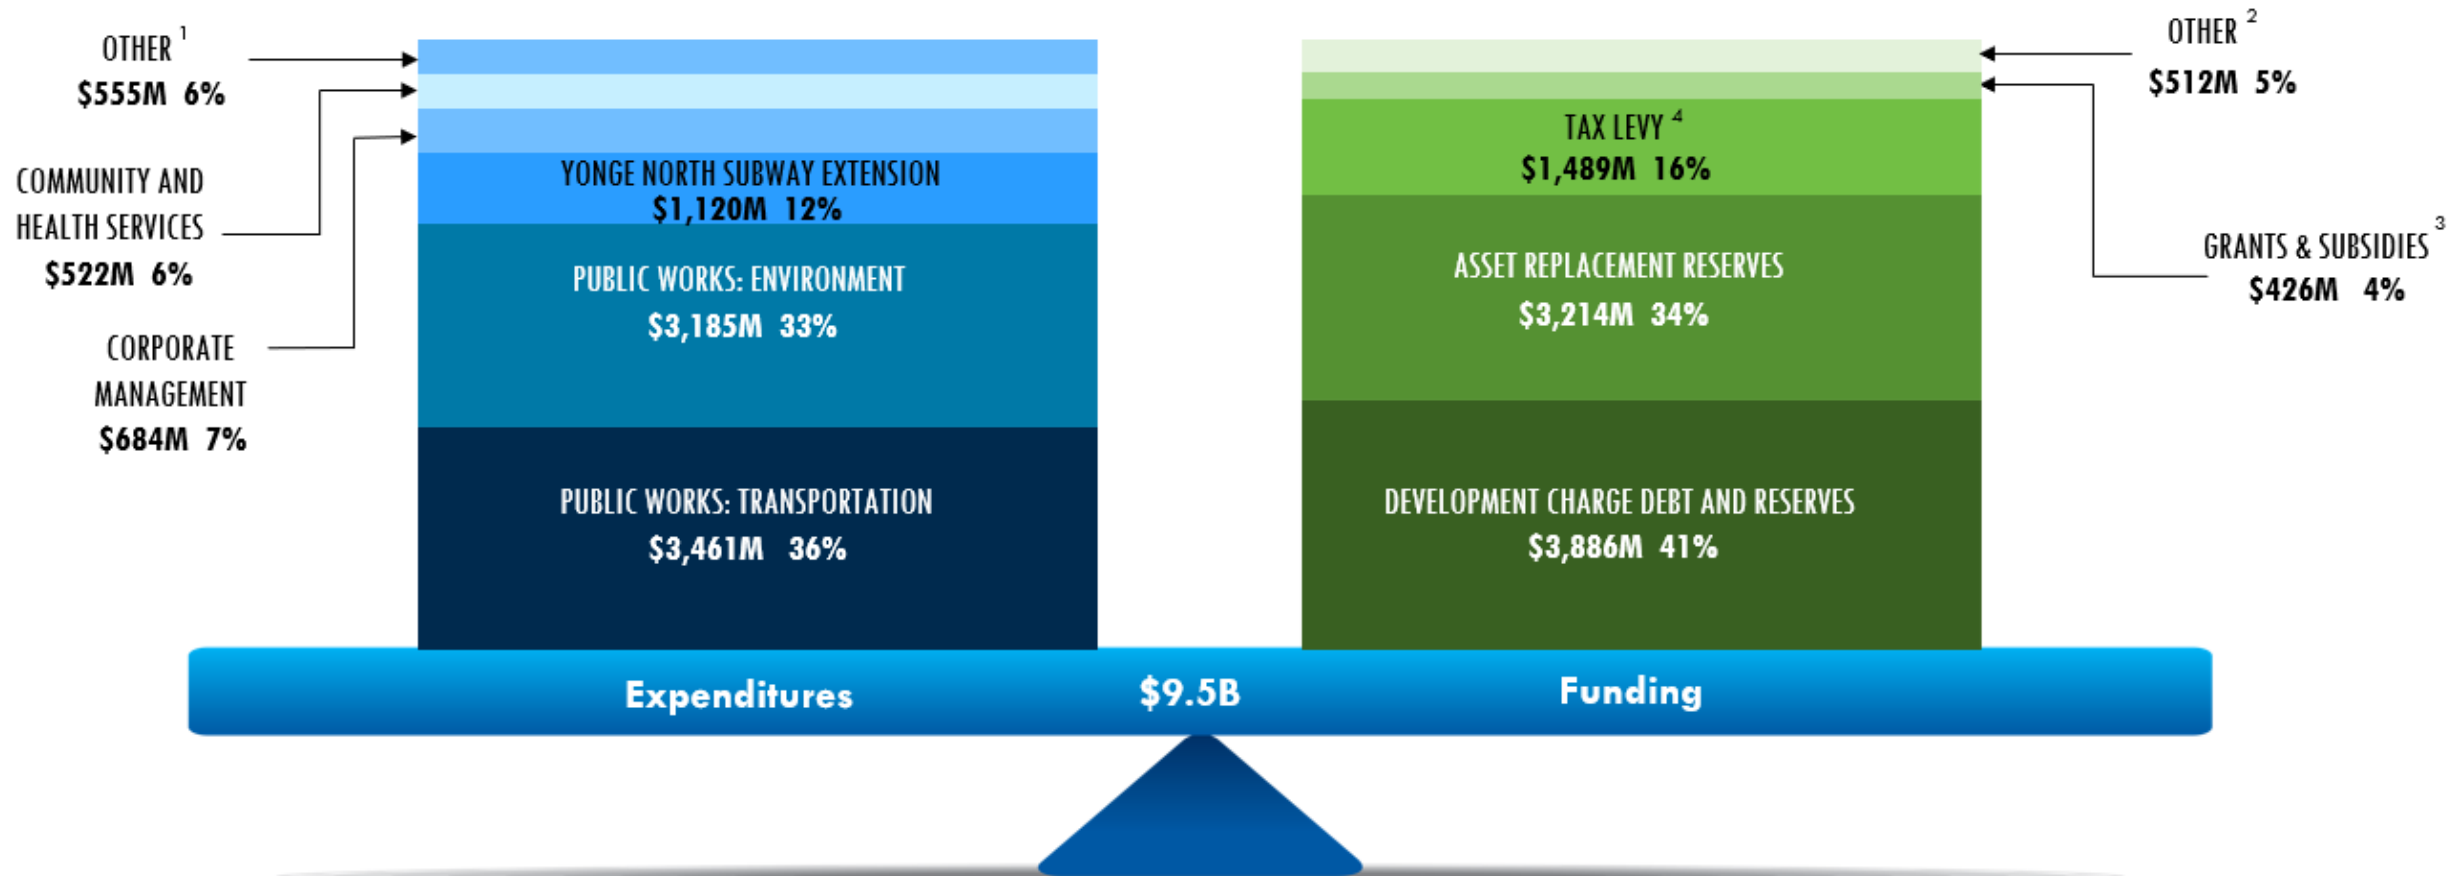 OTHER 1
$555M 6%
COMMUNITY AND
HEALTH SERVICES
$522M 6%
CORPORATE
MANAGEMENT
$684M 7%
YONGE NORTH SUBWAY EXTENSION
$1,120M 12%
PUBLIC WORKS: ENVIRONMENT
$3,185M 33%
PUBLIC WORKS: TRANSPORTATION
$3,461M 36%
OTHER 2
$512M 5%
TAX LEVY 4
$1,489M 16%
GRANTS & SUBSIDIES 3
$426M 4%
ASSET REPLACEMENT RESERVES
$3,214M 34%
DEVELOPMENT CHARGE DEBT AND RESERVES
$3,886M 41%
Expenditures
$9.5B
Funding